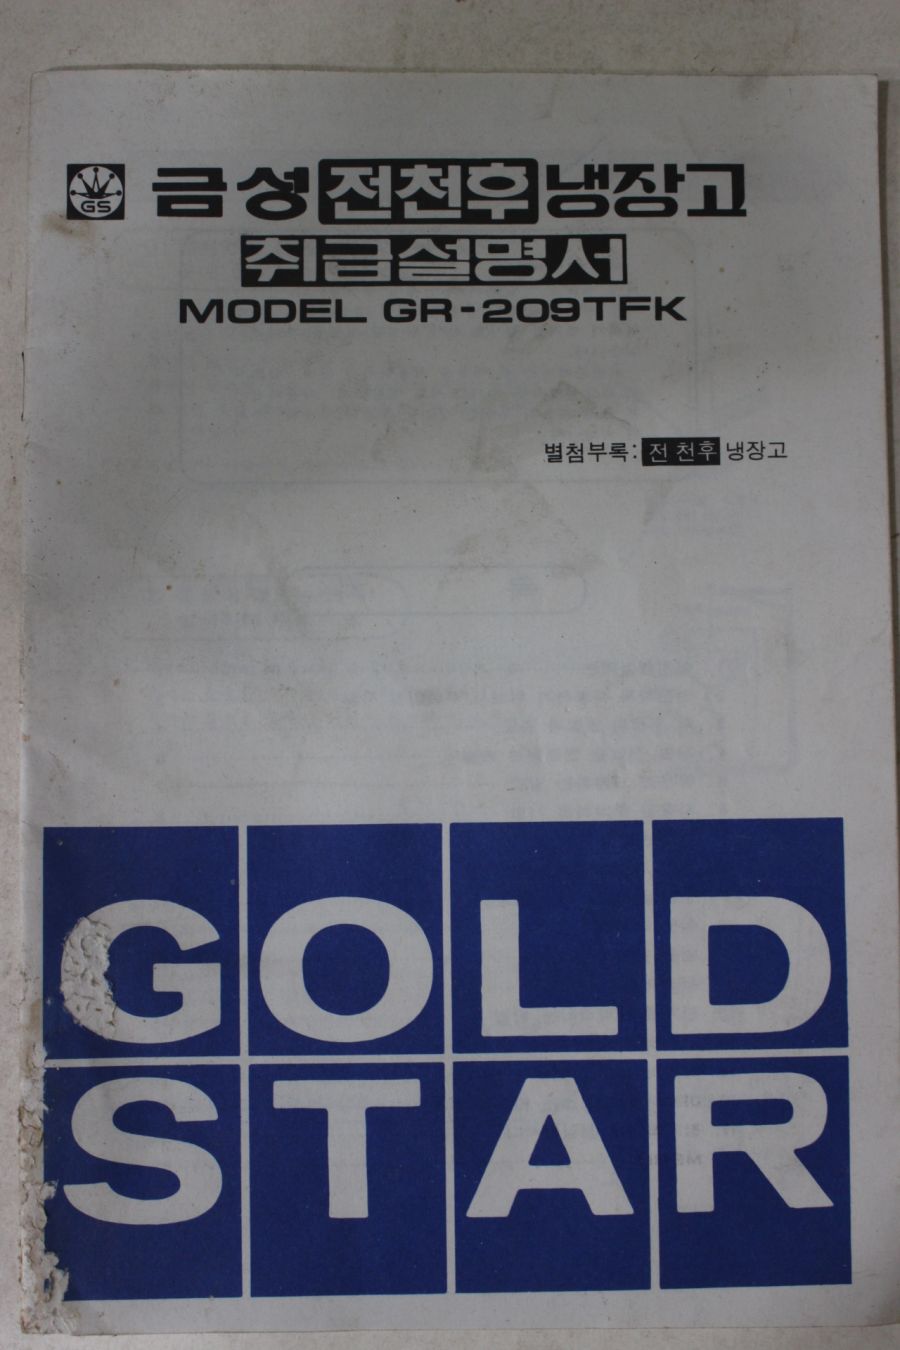 GS 금성 전천후 냉장고
취급설명서
MODEL GR-209TFK
별첨부록: 전천후 냉장고
GOLD
STAR